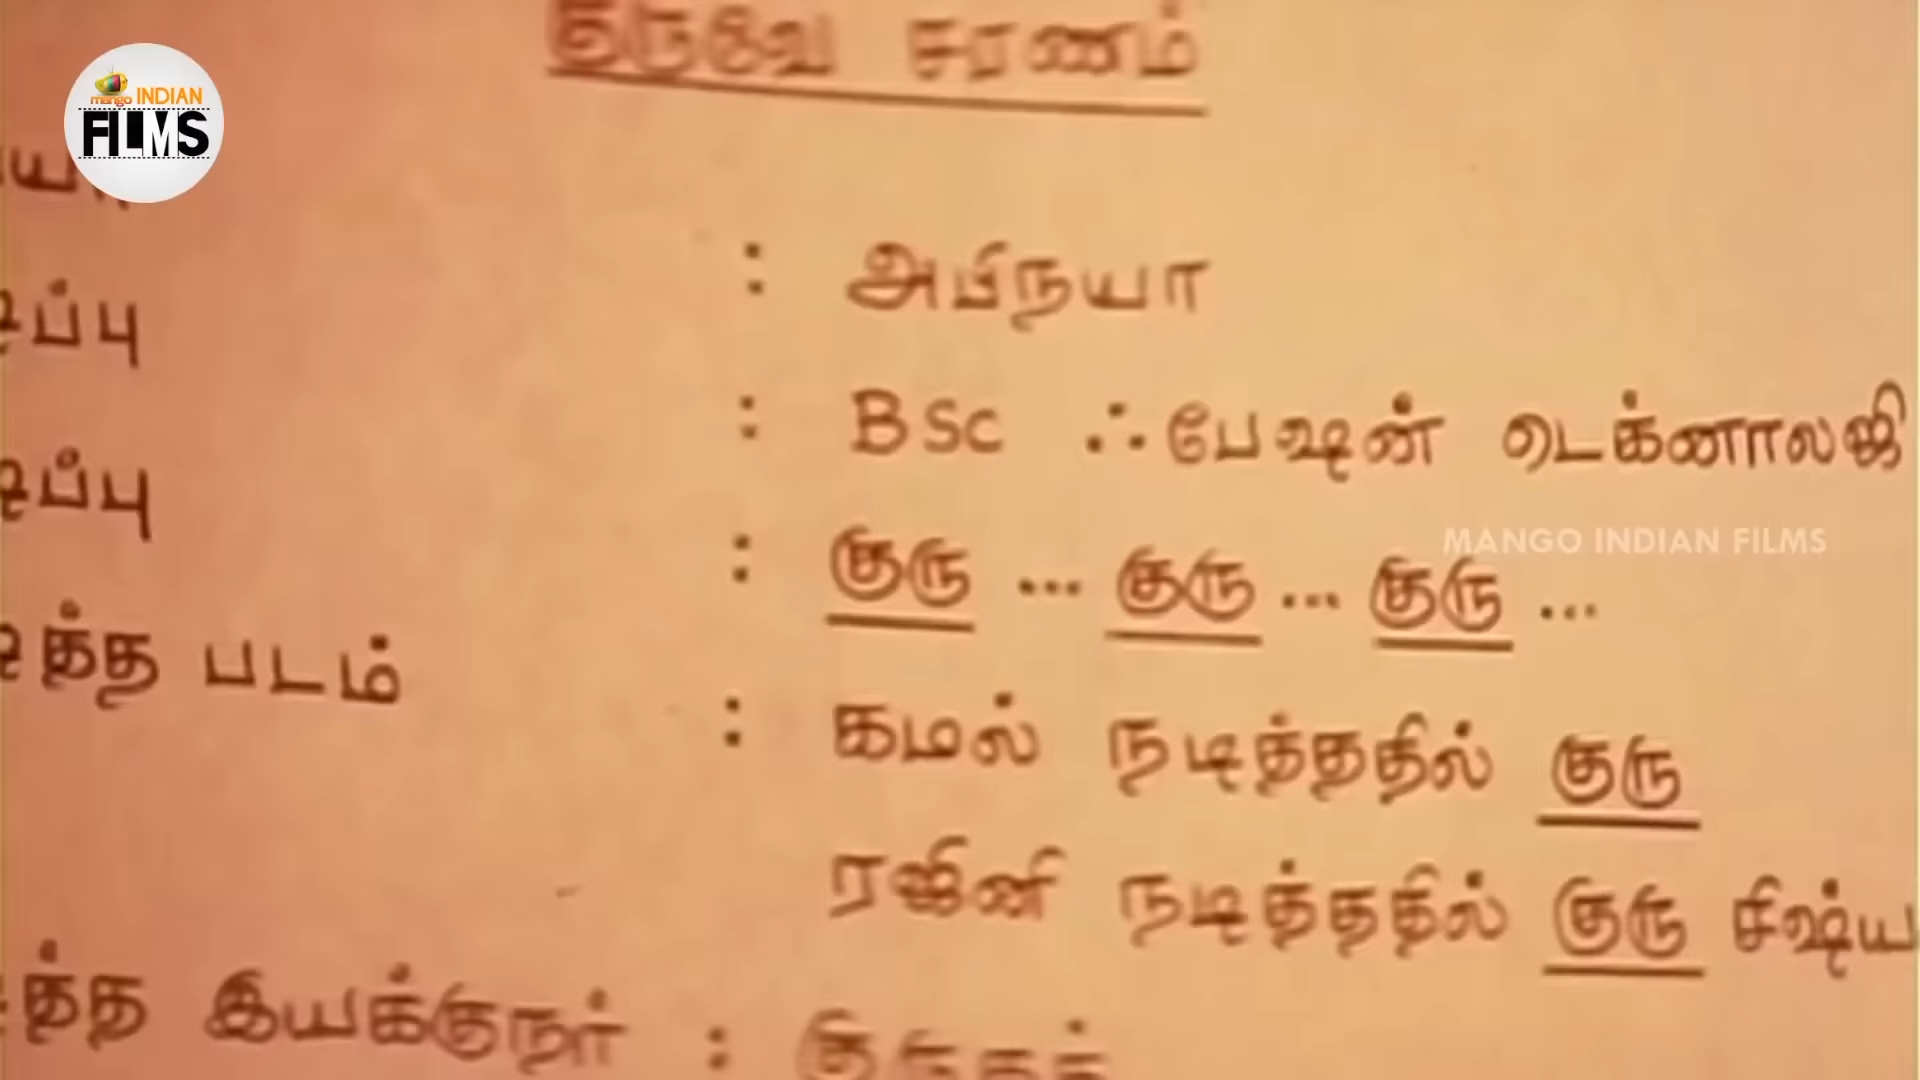 குருவே சரணம்
mango INDIAN
FILMS
: அபிநயா
ப்பு : BSc ஃபேஷன் டெக்னாலஜி
ப்பு : குரு ... குரு ... குரு ...
MANGO INDIAN FILMS
த்த படம் : கமல் நடித்ததில் குரு
ரஜினி நடித்ததில் குரு சிஷ்ய
த்த இயக்குநர் :